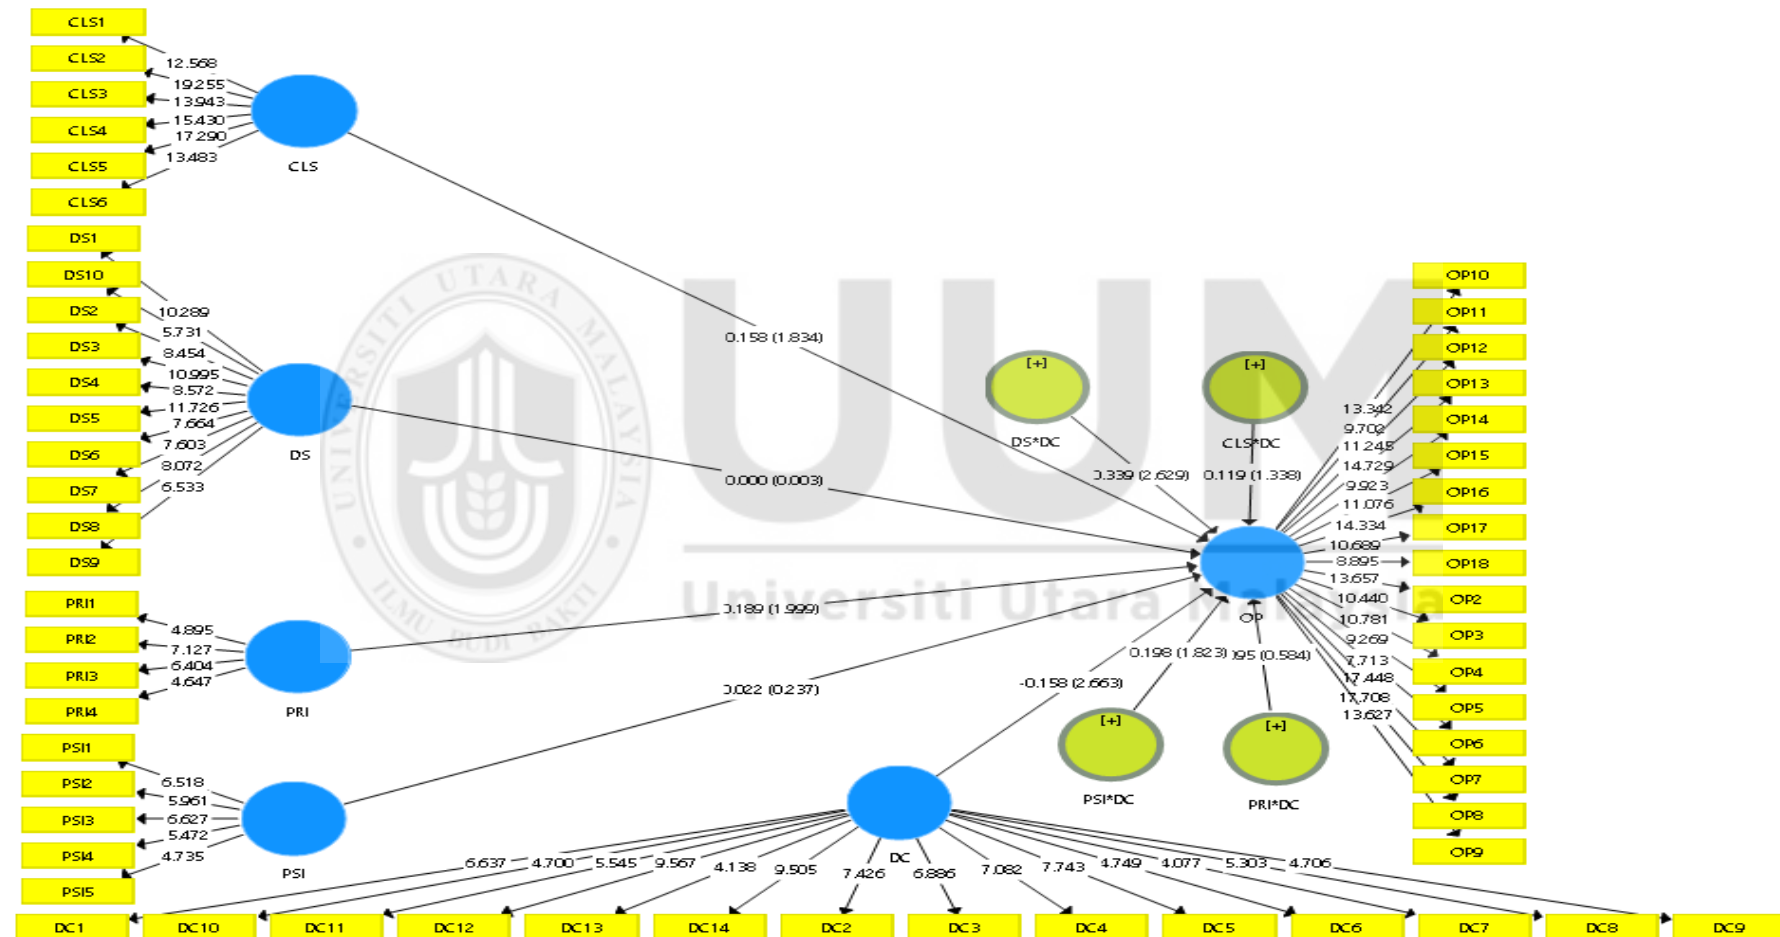 CLS1
CLS2
CLS3
CLS4
CLS5
CLS6
12.568
19.255
13.943
15.430
17.290
13.483
CLS
DS1
DS10
DS2
DS3
DS4
DS5
DS6
DS7
DS8
DS9
10.289
5.731
8.454
10.995
8.572
11.726
7.664
7.603
8.072
6.533
DS
PRI1
PRI2
PRI3
PRI4
4.895
7.127
6.404
4.647
PRI
PSI1
PSI2
PSI3
PSI4
PSI5
6.518
5.961
6.627
5.472
4.735
PSI
0.158 (1.834)
0.000 (0.003)
0.189 (1.999)
0.022 (0.237)
-0.158 (2.663)
[+]
DS*DC
0.339 (2.629)
[+]
CLS*DC
0.119 (1.338)
OP
0.198 (1.823)
(0.584)
[+]
PSI*DC
[+]
PRI*DC
13.342
9.702
11.245
14.729
9.923
11.076
14.334
10.689
8.895
13.657
10.440
10.781
9.269
7.713
17.448
17.708
13.627
OP10
OP11
OP12
OP13
OP14
OP15
OP16
OP17
OP18
OP2
OP3
OP4
OP5
OP6
OP7
OP8
OP9
DC
6.637
4.700
5.545
9.567
4.138
9.505
7.426
6.886
7.082
7.743
4.749
4.077
5.303
4.706
DC1
DC10
DC11
DC12
DC13
DC14
DC2
DC3
DC4
DC5
DC6
DC7
DC8
DC9
UNIVERSITI UTARA MALAYSIA
ILMU BUDI BAKTI
UUM
Universiti Utara Malaysia